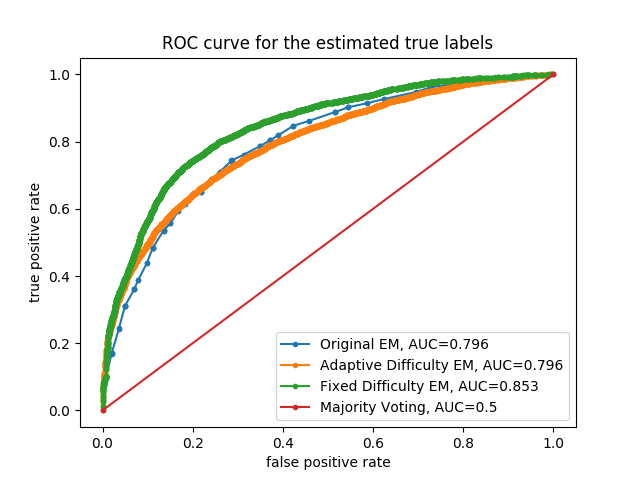 ROC curve for the estimated true labels
1.0
0.8
0.6
0.4
0.2
0.0
true positive rate
Original EM, AUC=0.796
Adaptive Difficulty EM, AUC=0.796
Fixed Difficulty EM, AUC=0.853
Majority Voting, AUC=0.5
0.0 0.2 0.4 0.6 0.8 1.0
false positive rate